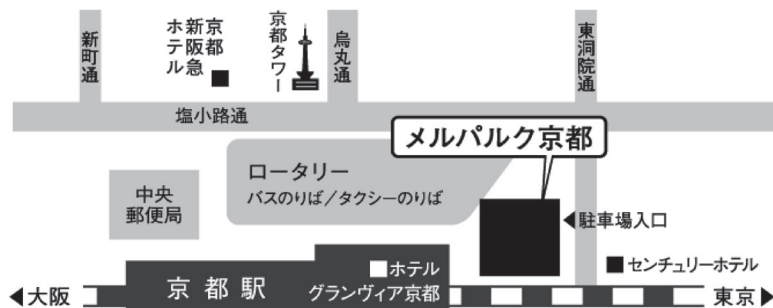 新町通
京都
新阪急
ホテル
京都タワー
烏丸通
東洞院通
塩小路通
メルパルク京都
ロータリー
バスのりば/タクシーのりば
中央
郵便局
駐車場入口
センチュリーホテル
ホテル
グランヴィア京都
京都駅
大阪
東京